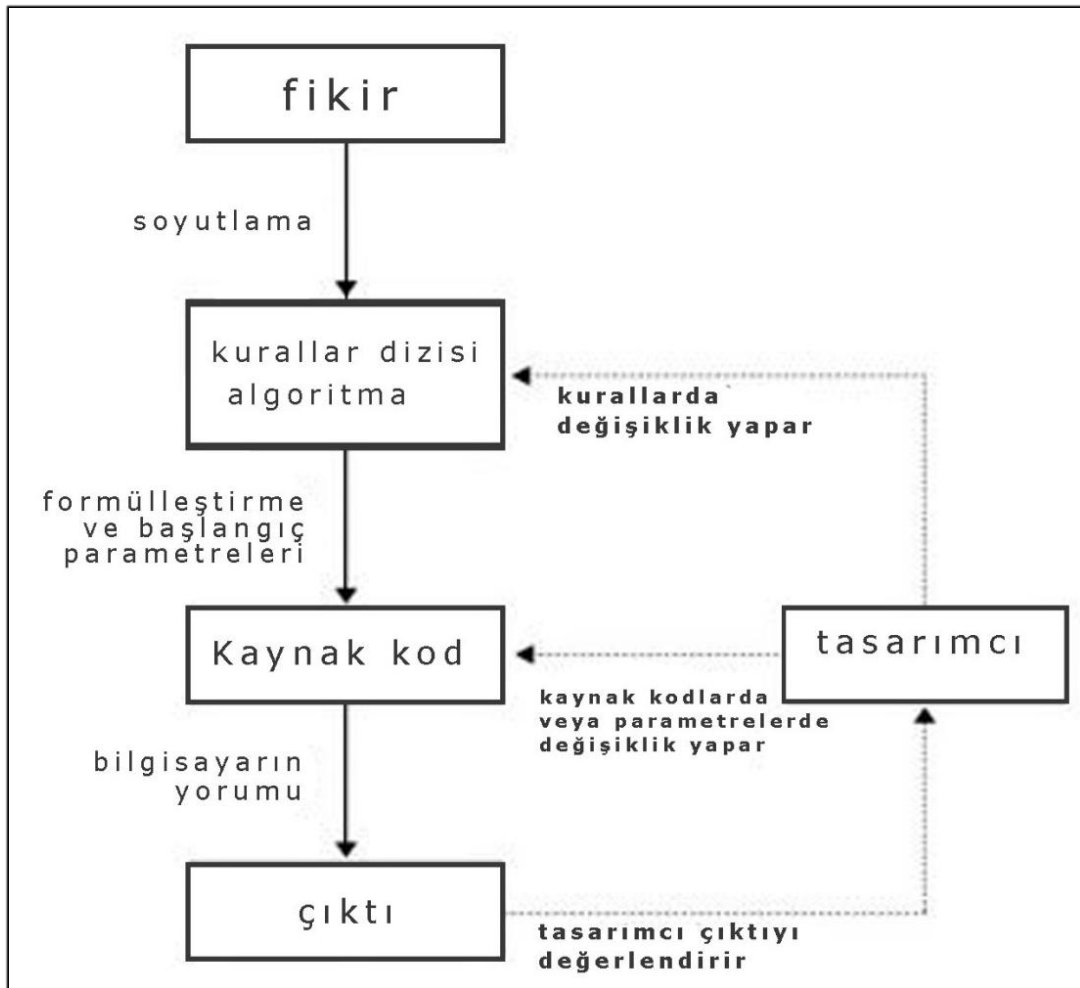 fikir
soyutlama
kurallar dizisi
algoritma
kurallarda
değişiklik yapar
formülleştirme
ve başlangıç
parametreleri
Kaynak kod
tasarımcı
kaynak kodlarda
veya parametrelerde
değişiklik yapar
bilgisayarın
yorumu
çıktı
tasarımcı çıktıyı
değerlendirir